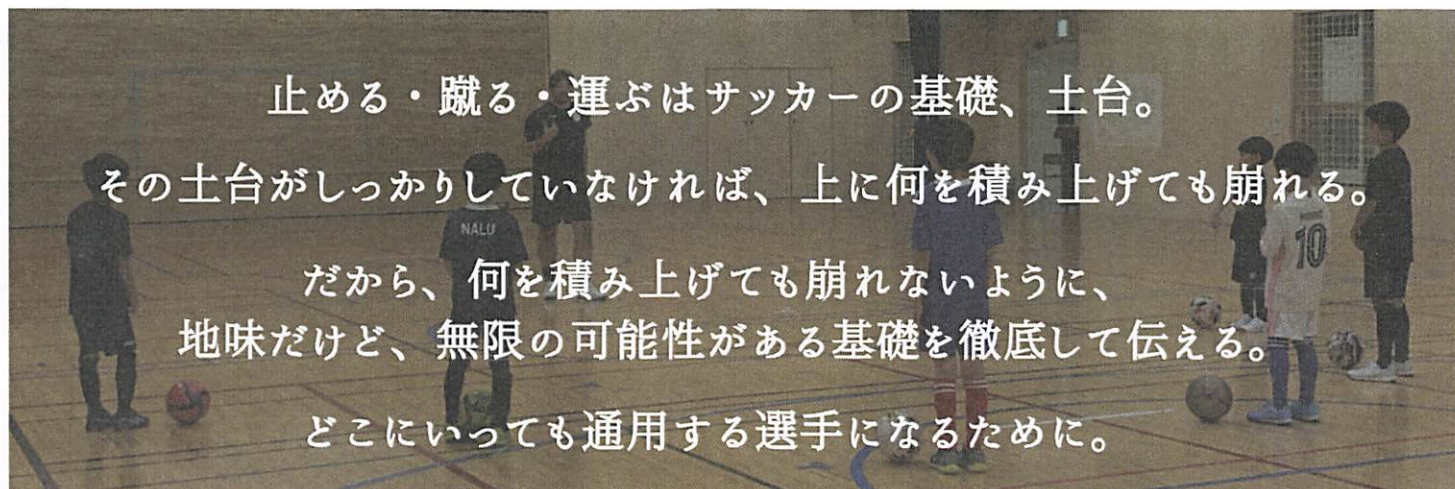 止める・蹴る・運ぶはサッカーの基礎、土台。
その土台がしっかりしていなければ、上に何を積み上げても崩れる。
だから、何を積み上げても崩れないように、
地味だけど、無限の可能性がある基礎を徹底して伝える。
どこにいっても通用する選手になるために。
NALU
10